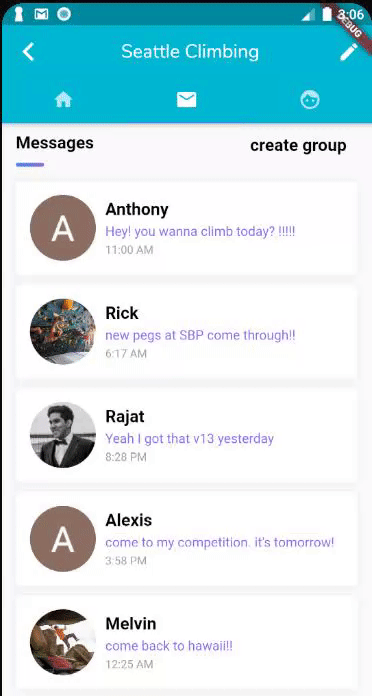 3:06
DEBUG
Seattle Climbing
Messages
create group
A
Anthony
Hey! you wanna climb today? !!!!!
11:00 AM
Rick
new pegs at SBP come through!!
6:17 AM
Rajat
Yeah I got that v13 yesterday
8:28 PM
A
Alexis
come to my competition. it's tomorrow!
3:58 PM
Melvin
come back to hawaii!!
12:25 AM